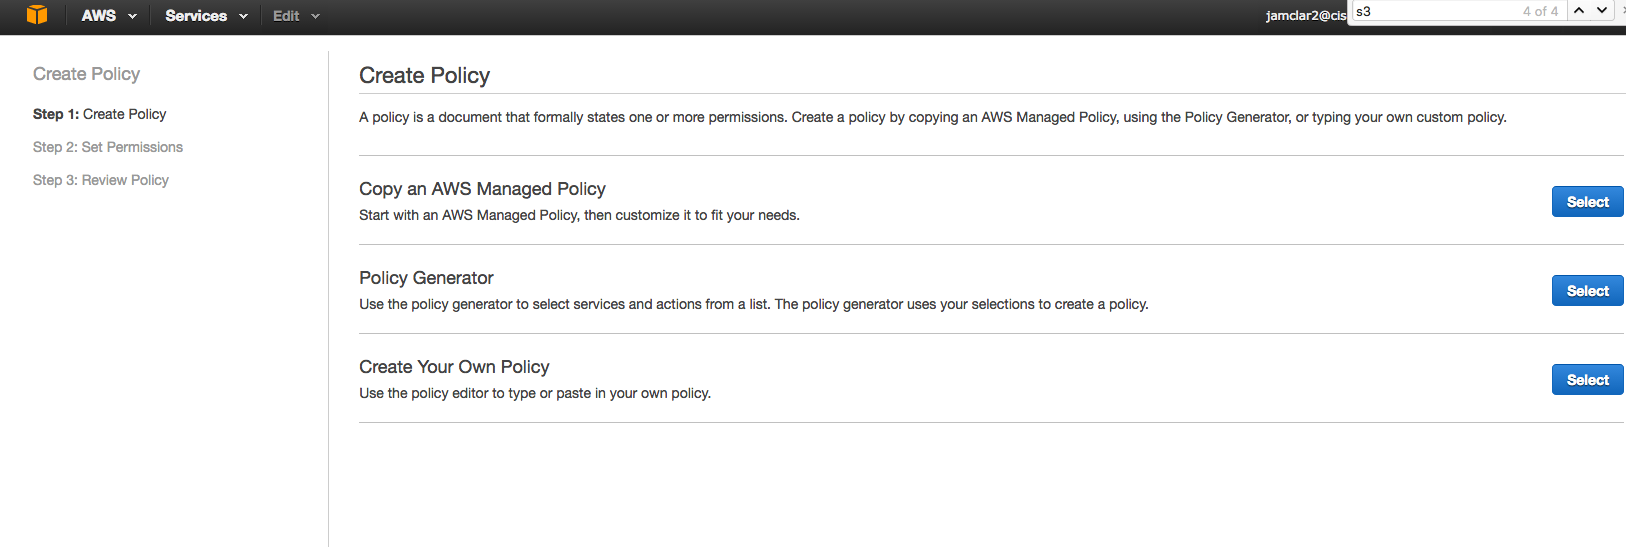 AWS Services Edit jamclar2@cis s3 4 of 4
Create Policy
Step 1: Create Policy
Step 2: Set Permissions
Step 3: Review Policy
Create Policy
A policy is a document that formally states one or more permissions. Create a policy by copying an AWS Managed Policy, using the Policy Generator, or typing your own custom policy.
Copy an AWS Managed Policy
Start with an AWS Managed Policy, then customize it to fit your needs.
Select
Policy Generator
Use the policy generator to select services and actions from a list. The policy generator uses your selections to create a policy.
Select
Create Your Own Policy
Use the policy editor to type or paste in your own policy.
Select